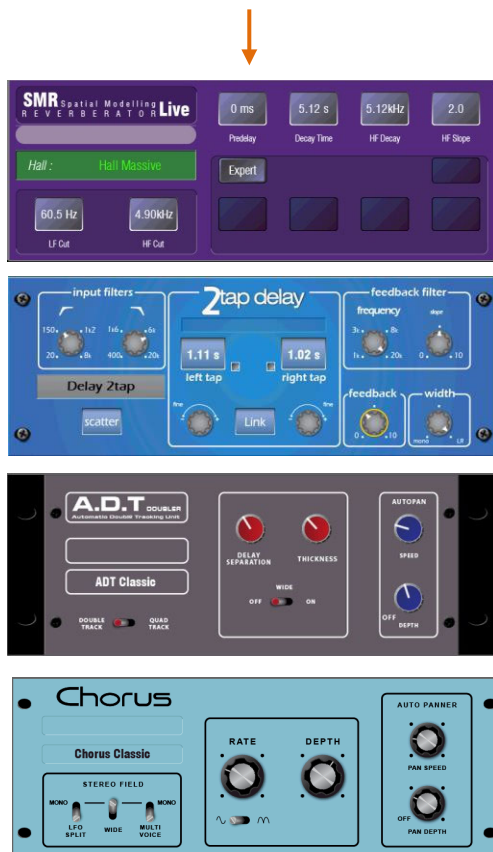 SMR Spatial Modelling Live
REVERBERATOR
0 ms 5.12 s 5.12kHz 2.0
Predelay Decay Time HF Decay HF Slope
Hall : Hall Massive
Expert
60.5 Hz 4.90kHz
LF Cut HF Cut
input filters
150 1k2 1k6 6k
20 8k 400 20k
Delay 2tap
scatter
2tap delay
1.11 s 1.02 s
left tap right tap
fine Link fine
feedback filter
frequency slope
3k 8k
1k 20k 0 10
feedback width
0 10 mono LR
A.D.T DOUBLER
Automatic Double Tracking Unit
ADT Classic
DOUBLE TRACK QUAD TRACK
DELAY SEPARATION THICKNESS
WIDE
OFF ON
AUTOPAN
SPEED
OFF
DEPTH
Chorus
Chorus Classic
STEREO FIELD
MONO MONO
LFO SPLIT WIDE MULTI VOICE
RATE DEPTH
AUTO PANNER
PAN SPEED
OFF
PAN DEPTH